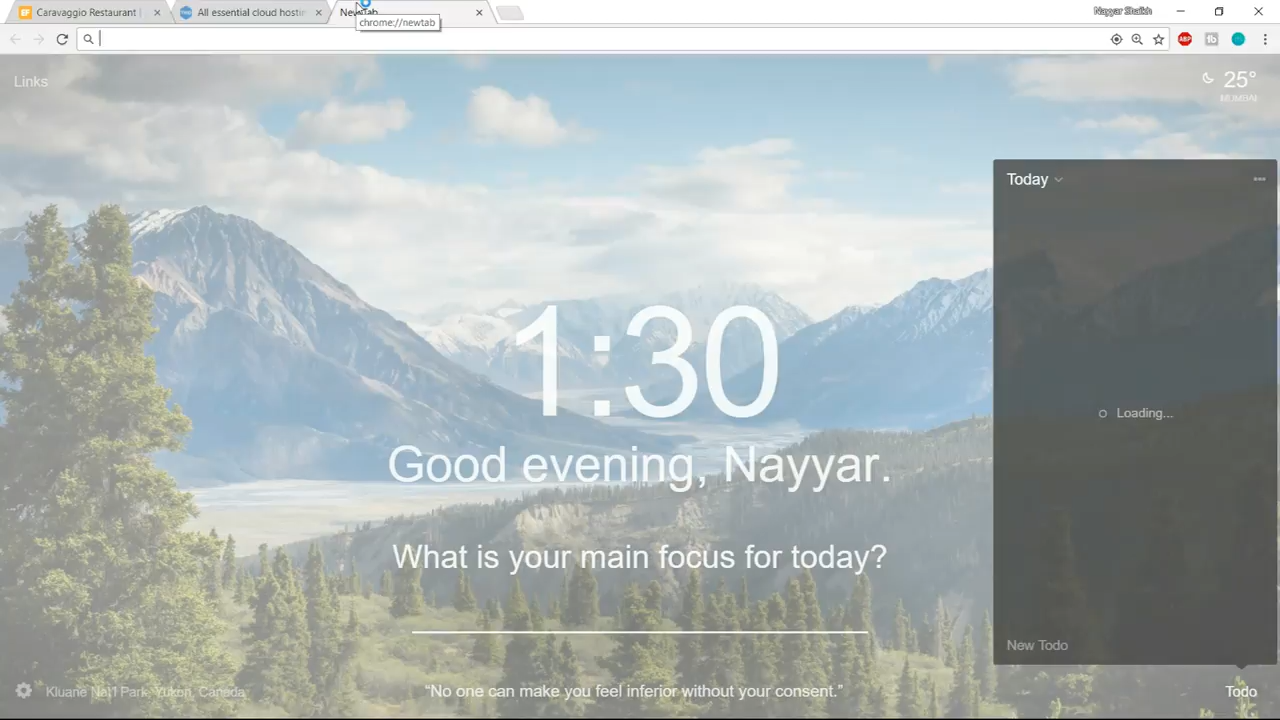 Caravaggio Restaurant |
All essential cloud hostin
NewTab
Nayyar Shaikh
chrome://newtab
ABP
Links
25°
MUMBAI
Today
Loading...
1:30
Good evening, Nayyar.
What is your main focus for today?
New Todo
Kluane Nat'l Park, Yukon, Canada
“No one can make you feel inferior without your consent.”
Todo